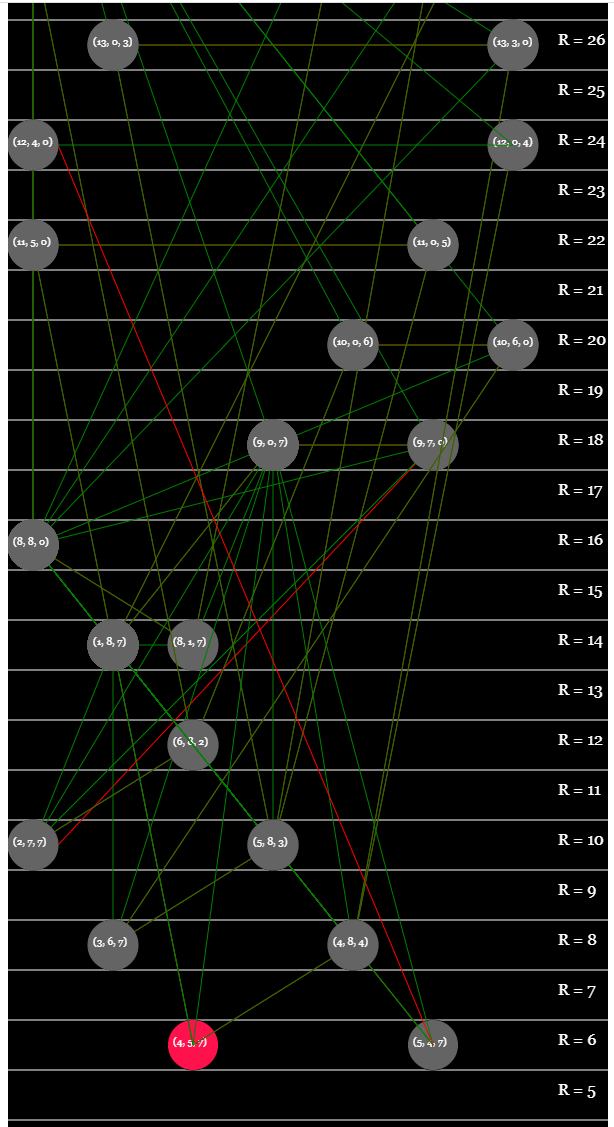 (13, 0, 3) (13, 3, 0) R = 26
R = 25
(12, 4, 0) (12, 0, 4) R = 24
R = 23
(11, 5, 0) (11, 0, 5) R = 22
R = 21
(10, 0, 6) (10, 6, 0) R = 20
R = 19
(9, 0, 7) (9, 7, 0) R = 18
R = 17
(8, 8, 0) R = 16
R = 15
(1, 8, 7) (8, 1, 7) R = 14
R = 13
(6, 8, 2) R = 12
R = 11
(2, 7, 7) (5, 8, 3) R = 10
R = 9
(3, 6, 7) (4, 8, 4) R = 8
R = 7
(4, 5, 7) (5, 4, 7) R = 6
R = 5